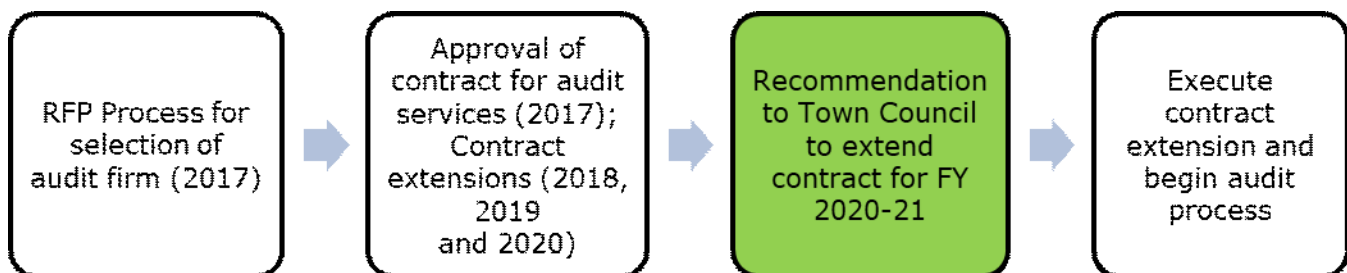 RFP Process for
selection of
audit firm (2017)
Approval of
contract for audit
services (2017);
Contract
extensions (2018,
2019
and 2020)
Recommendation
to Town Council
to extend
contract for FY
2020-21
Execute
contract
extension and
begin audit
process